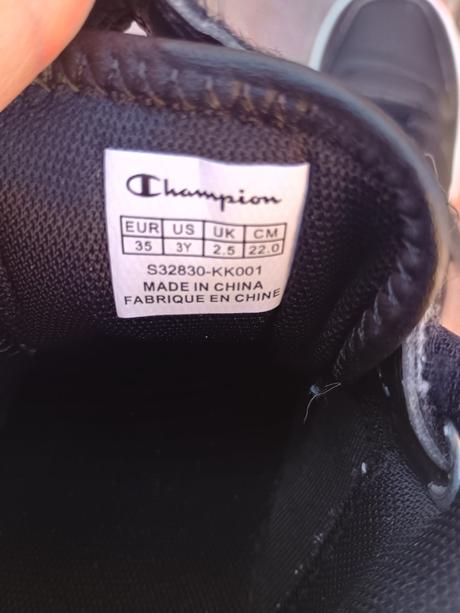 Champion
EUR US UK CM
35 3Y 2.5 22.0
S32830-KK001
MADE IN CHINA
FABRIQUE EN CHINE